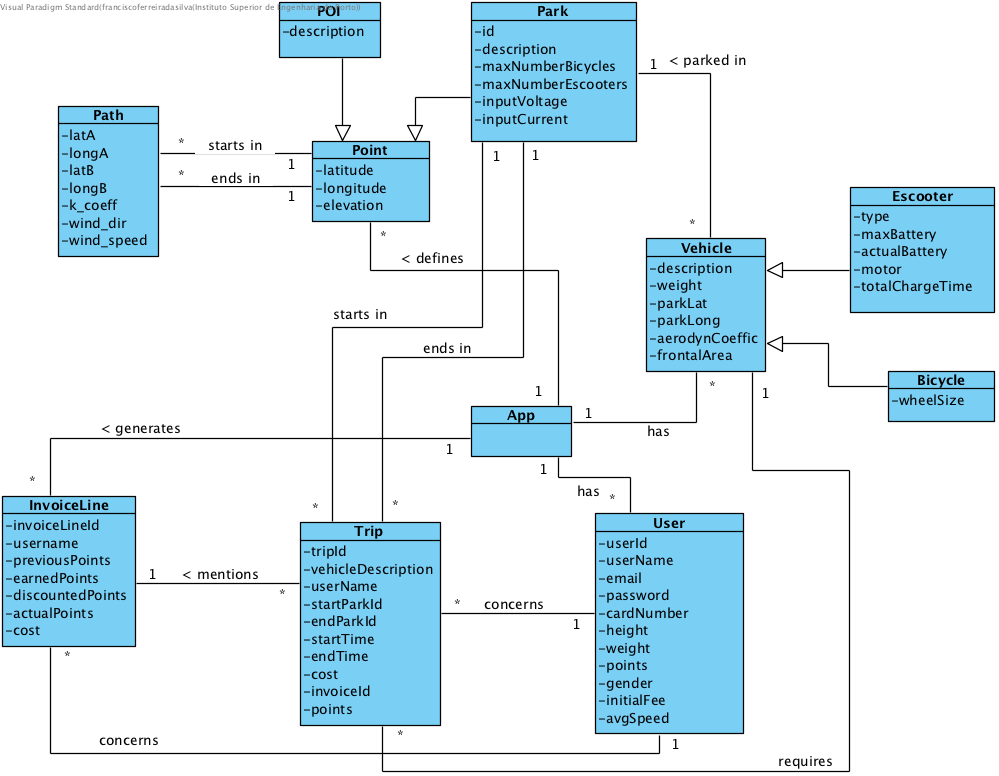 Visual Paradigm Standard(franciscoferreiradasilva(Instituto Superior de Engenharia do Porto))
POI
-description
Park
-id
-description
-maxNumberBicycles
-maxNumberEscooters
-inputVoltage
-inputCurrent
1 < parked in
*
Path
-latA
-longA
-latB
-longB
-k_coeff
-wind_dir
-wind_speed
* starts in 1
* ends in 1
Point
-latitude
-longitude
-elevation
*
< defines
1
1 1
starts in
ends in
Vehicle
-description
-weight
-parkLat
-parkLong
-aerodynCoeffic
-frontalArea
* 1
Escooter
-type
-maxBattery
-actualBattery
-motor
-totalChargeTime
Bicycle
-wheelSize
App
1
has
1
has *
< generates
1
*
InvoiceLine
-invoiceLineId
-username
-previousPoints
-earnedPoints
-discountedPoints
-actualPoints
-cost
*
1 < mentions *
* *
Trip
-tripId
-vehicleDescription
-userName
-startParkId
-endParkId
-startTime
-endTime
-cost
-invoiceId
-points
*
* concerns 1
User
-userId
-userName
-email
-password
-cardNumber
-height
-weight
-points
-gender
-initialFee
-avgSpeed
1
concerns
requires